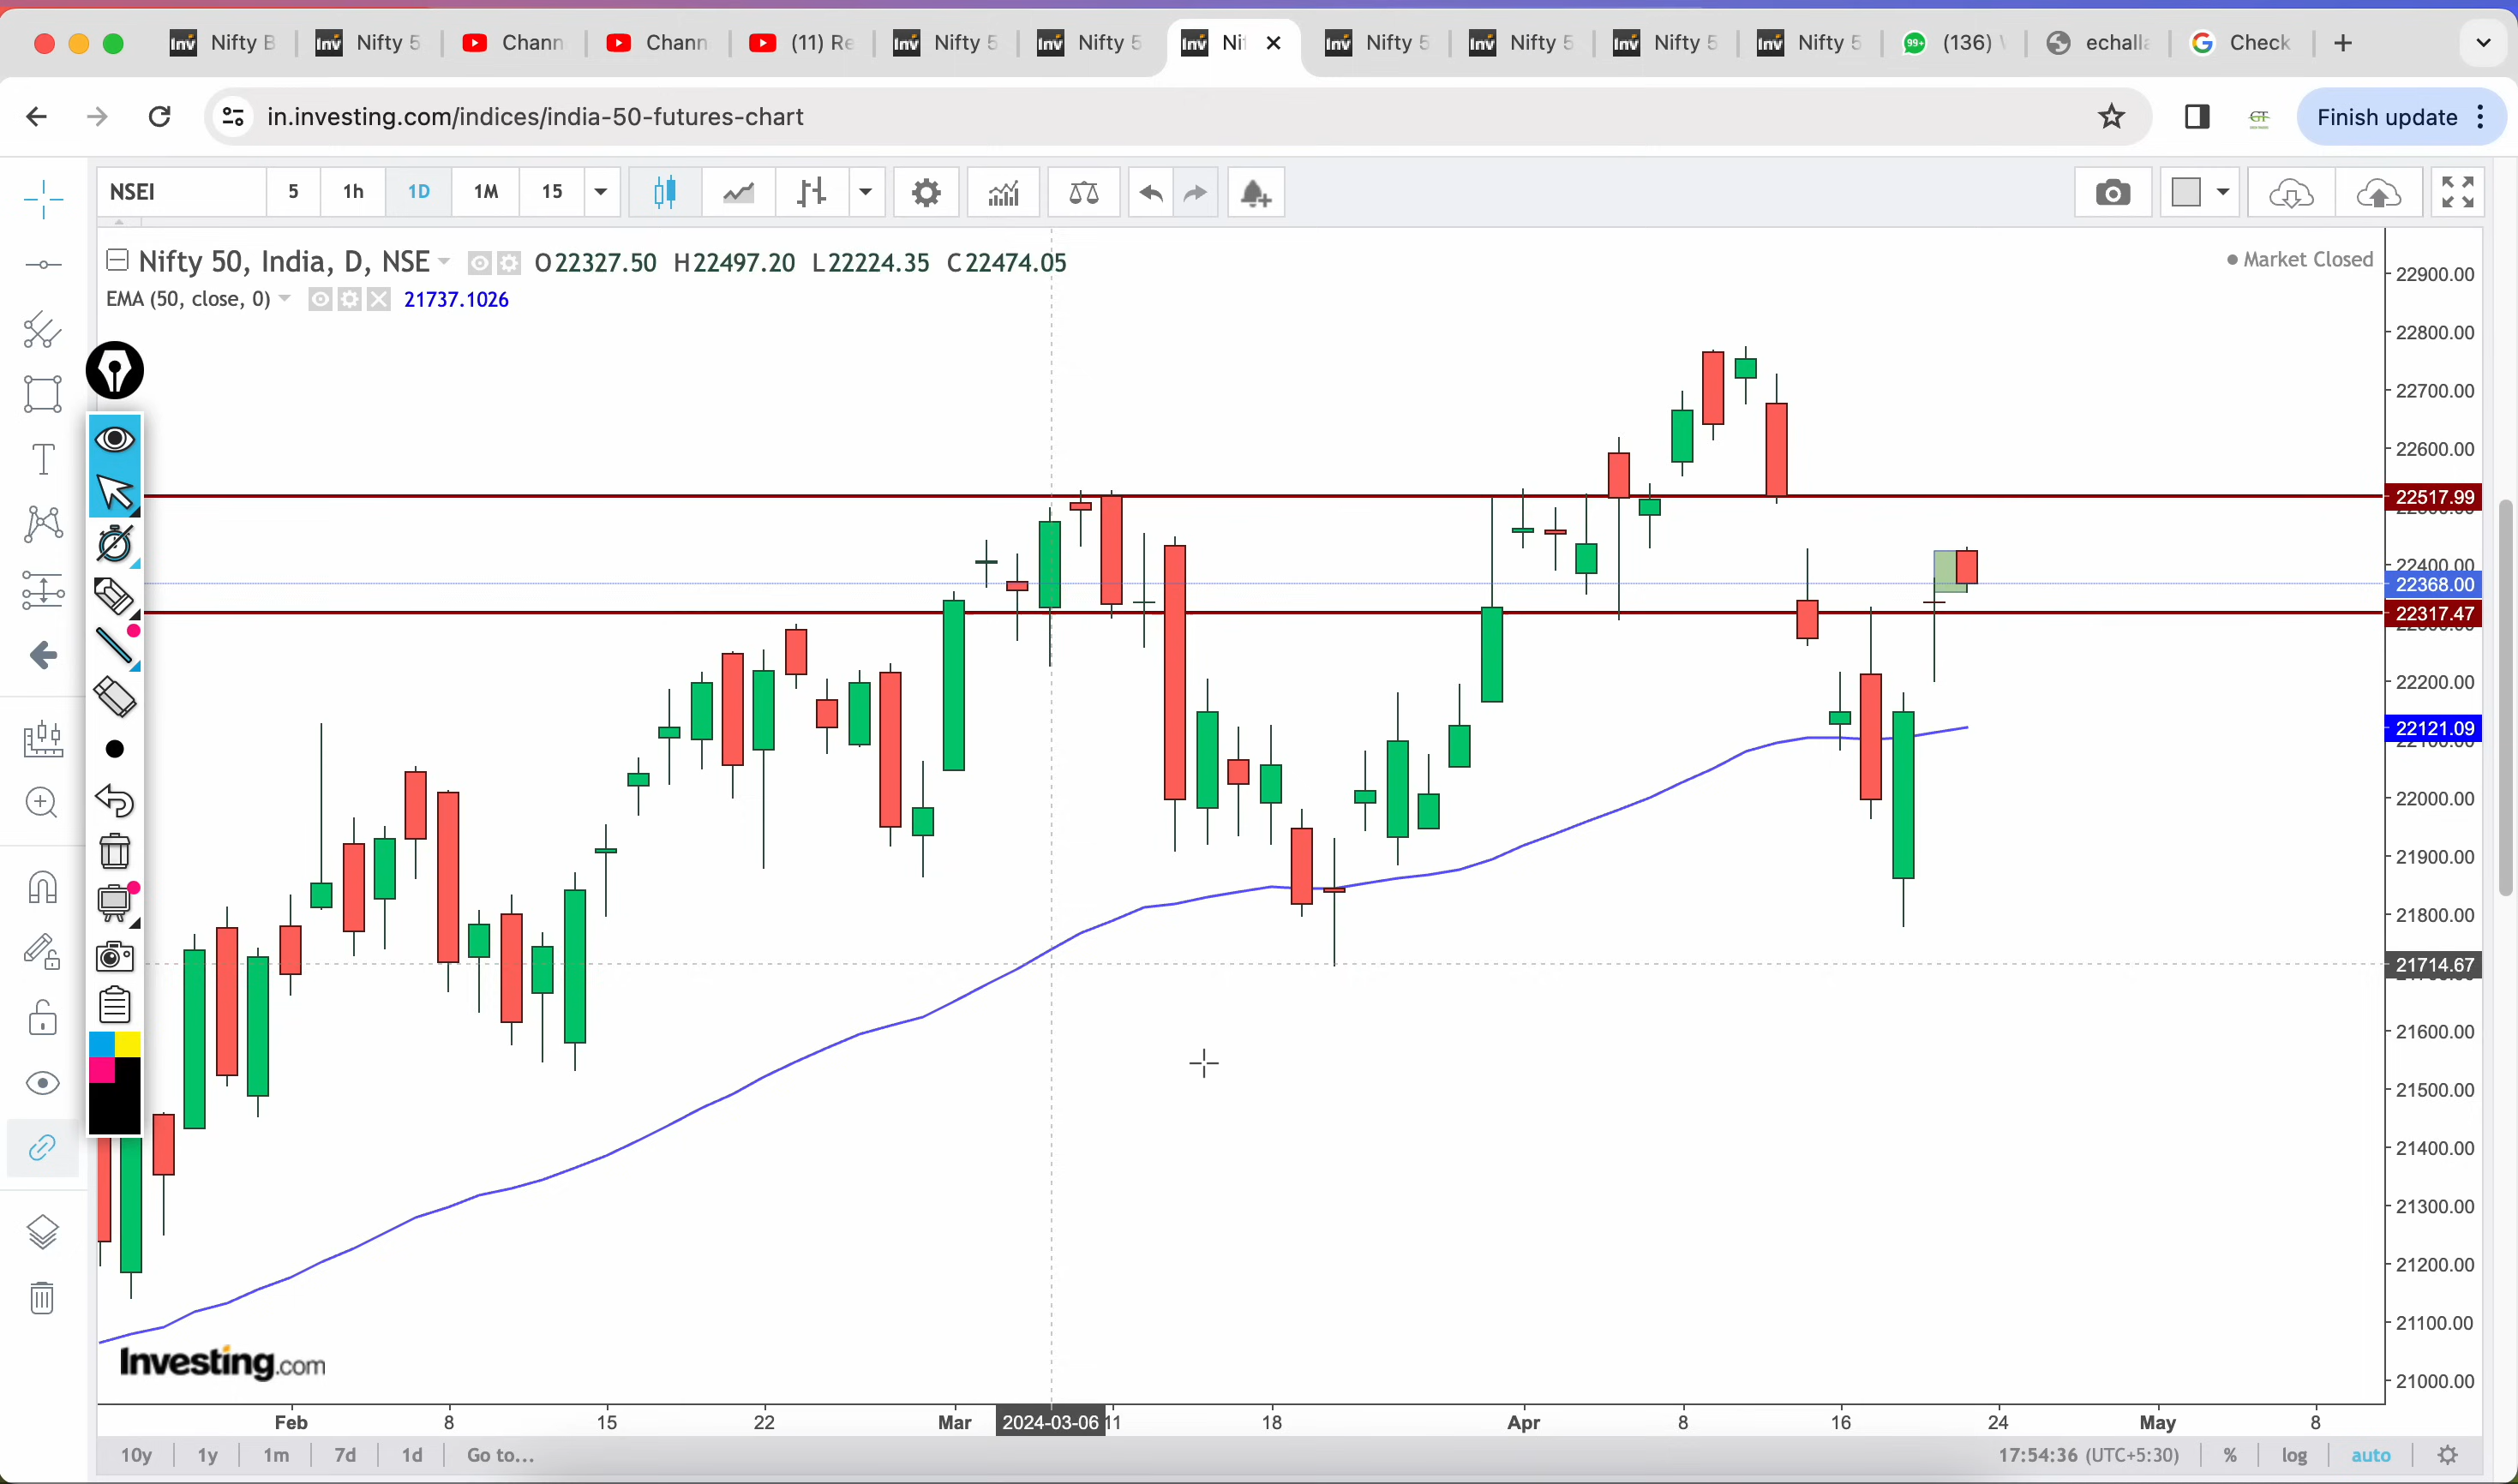 Nifty B Nifty 5 Chann Chann (11) Re Nifty 5 Nifty 5 Ni Nifty 5 Nifty 5 Nifty 5 Nifty 5 (136) echalla Check
in.investing.com/indices/india-50-futures-chart
Finish update
NSEI 5 1h 1D 1M 15
Nifty 50, India, D, NSE O22327.50 H22497.20 L22224.35 C22474.05
Market Closed
EMA (50, close, 0) 21737.1026
22900.00
22800.00
22700.00
22600.00
22517.99
22400.00
22368.00
22317.47
22200.00
22121.09
22000.00
21900.00
21800.00
21714.67
21600.00
21500.00
21400.00
21300.00
21200.00
21100.00
21000.00
Investing.com
Feb 8 15 22 Mar 2024-03-06 11 18 Apr 8 16 24 May 8
10y 1y 1m 7d 1d Go to...
17:54:36 (UTC+5:30) % log auto